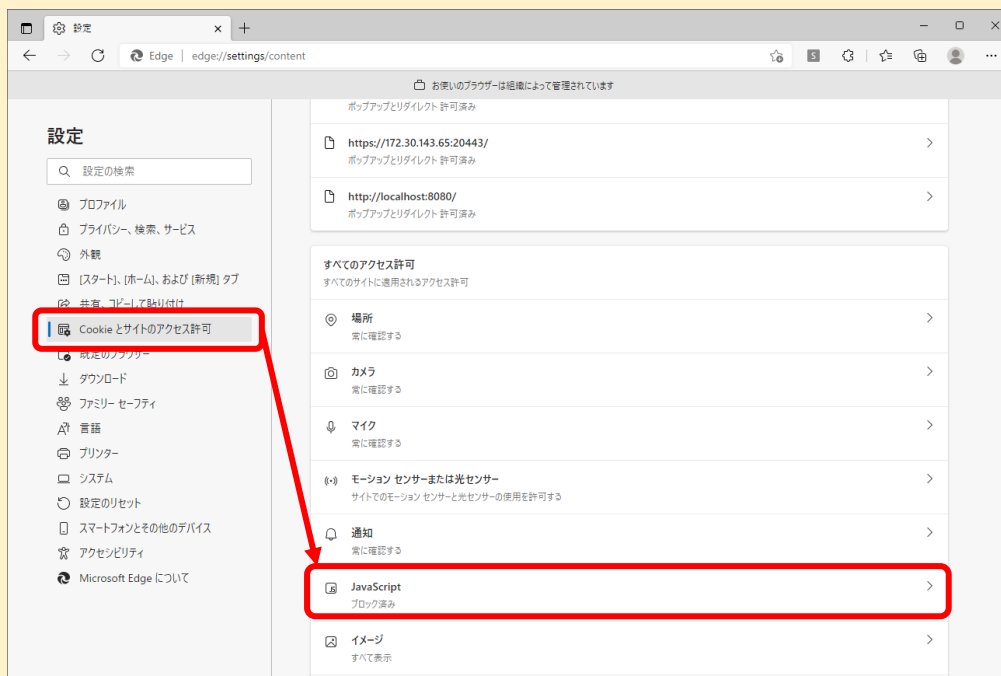 設定
Edge | edge://settings/content
S
お使いのブラウザーは組織によって管理されています
設定
設定の検索
プロファイル
プライバシー、検索、サービス
外観
[スタート]、[ホーム]、および [新規] タブ
共有、コピーして貼り付け
Cookie とサイトのアクセス許可
既定のブラウザー
ダウンロード
ファミリー セーフティ
言語
プリンター
システム
設定のリセット
スマートフォンとその他のデバイス
アクセシビリティ
Microsoft Edge について
ポップアップとリダイレクト 許可済み
https://172.30.143.65:20443/
ポップアップとリダイレクト 許可済み
http://localhost:8080/
ポップアップとリダイレクト 許可済み
すべてのアクセス許可
すべてのサイトに適用されるアクセス許可
場所
常に確認する
カメラ
常に確認する
マイク
常に確認する
モーション センサーまたは光センサー
サイトでのモーション センサーと光センサーの使用を許可する
通知
常に確認する
JavaScript
ブロック済み
イメージ
すべて表示